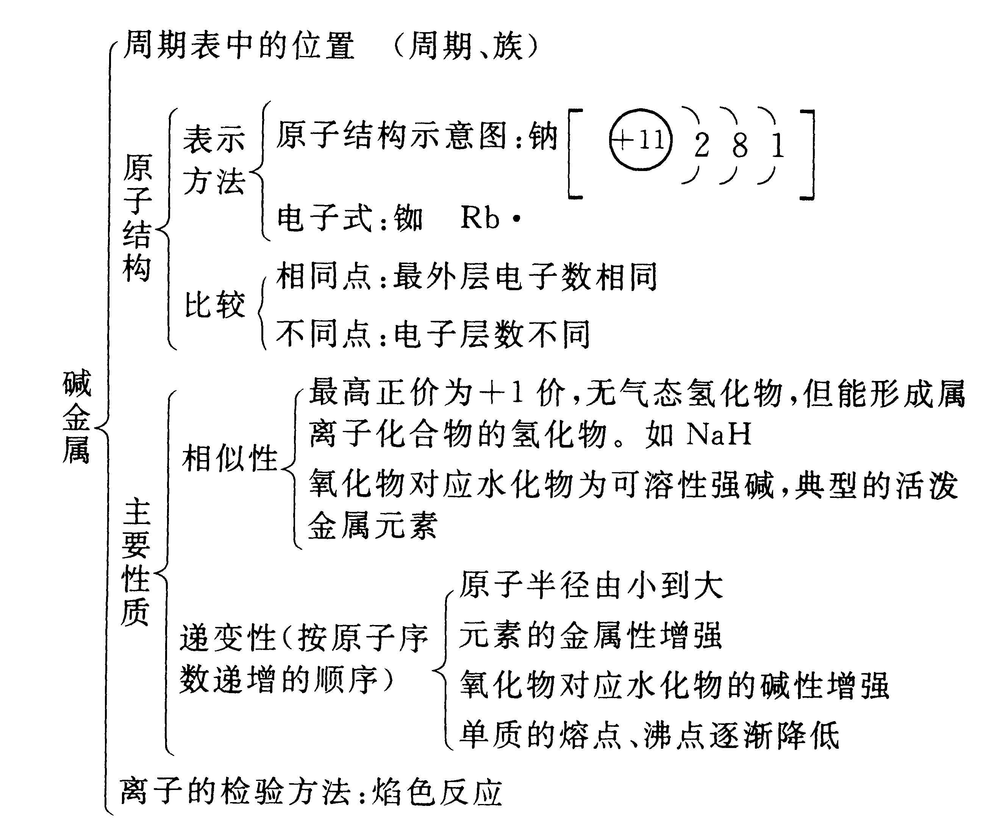 周期表中的位置 （周期、族）
表示
方法
原子结构示意图：钠
+11 2 8 1
电子式：铷 Rb·
原子结构
相同点：最外层电子数相同
比较
不同点：电子层数不同
碱金属
最高正价为＋1 价，无气态氢化物，但能形成属
离子化合物的氢化物。如 NaH
相似性
氧化物对应水化物为可溶性强碱，典型的活泼
金属元素
主要性质
递变性（按原子序
数递增的顺序）
原子半径由小到大
元素的金属性增强
氧化物对应水化物的碱性增强
单质的熔点、沸点逐渐降低
离子的检验方法：焰色反应